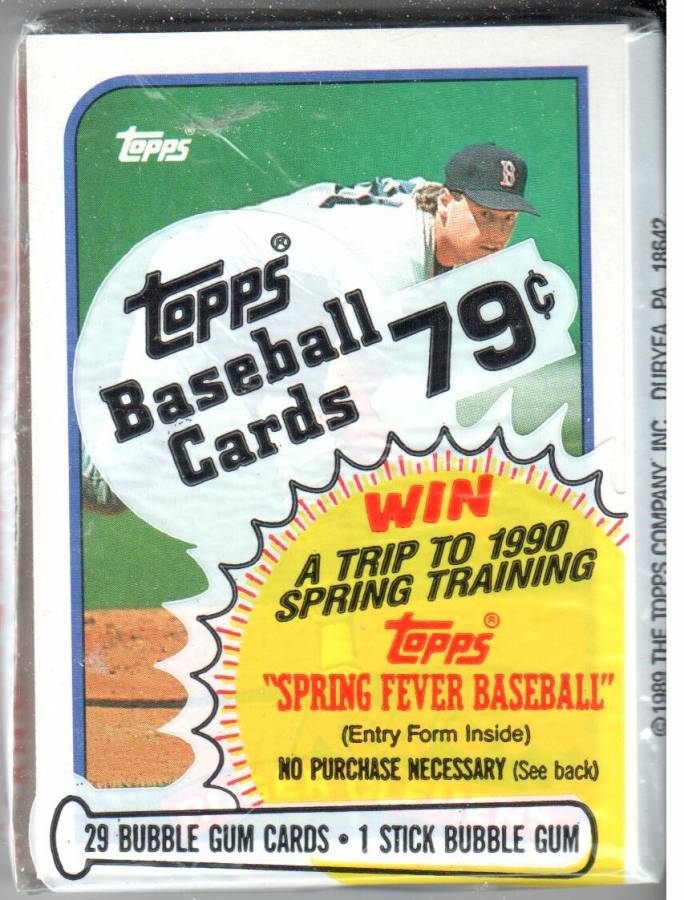 TOPPS
TOPPS®
Baseball
Cards
79¢
WIN
A TRIP TO 1990
SPRING TRAINING
TOPPS®
"SPRING FEVER BASEBALL"
(Entry Form Inside)
NO PURCHASE NECESSARY (See back)
29 BUBBLE GUM CARDS • 1 STICK BUBBLE GUM
©1989 THE TOPPS COMPANY, INC. DURYEA, PA 18642
B